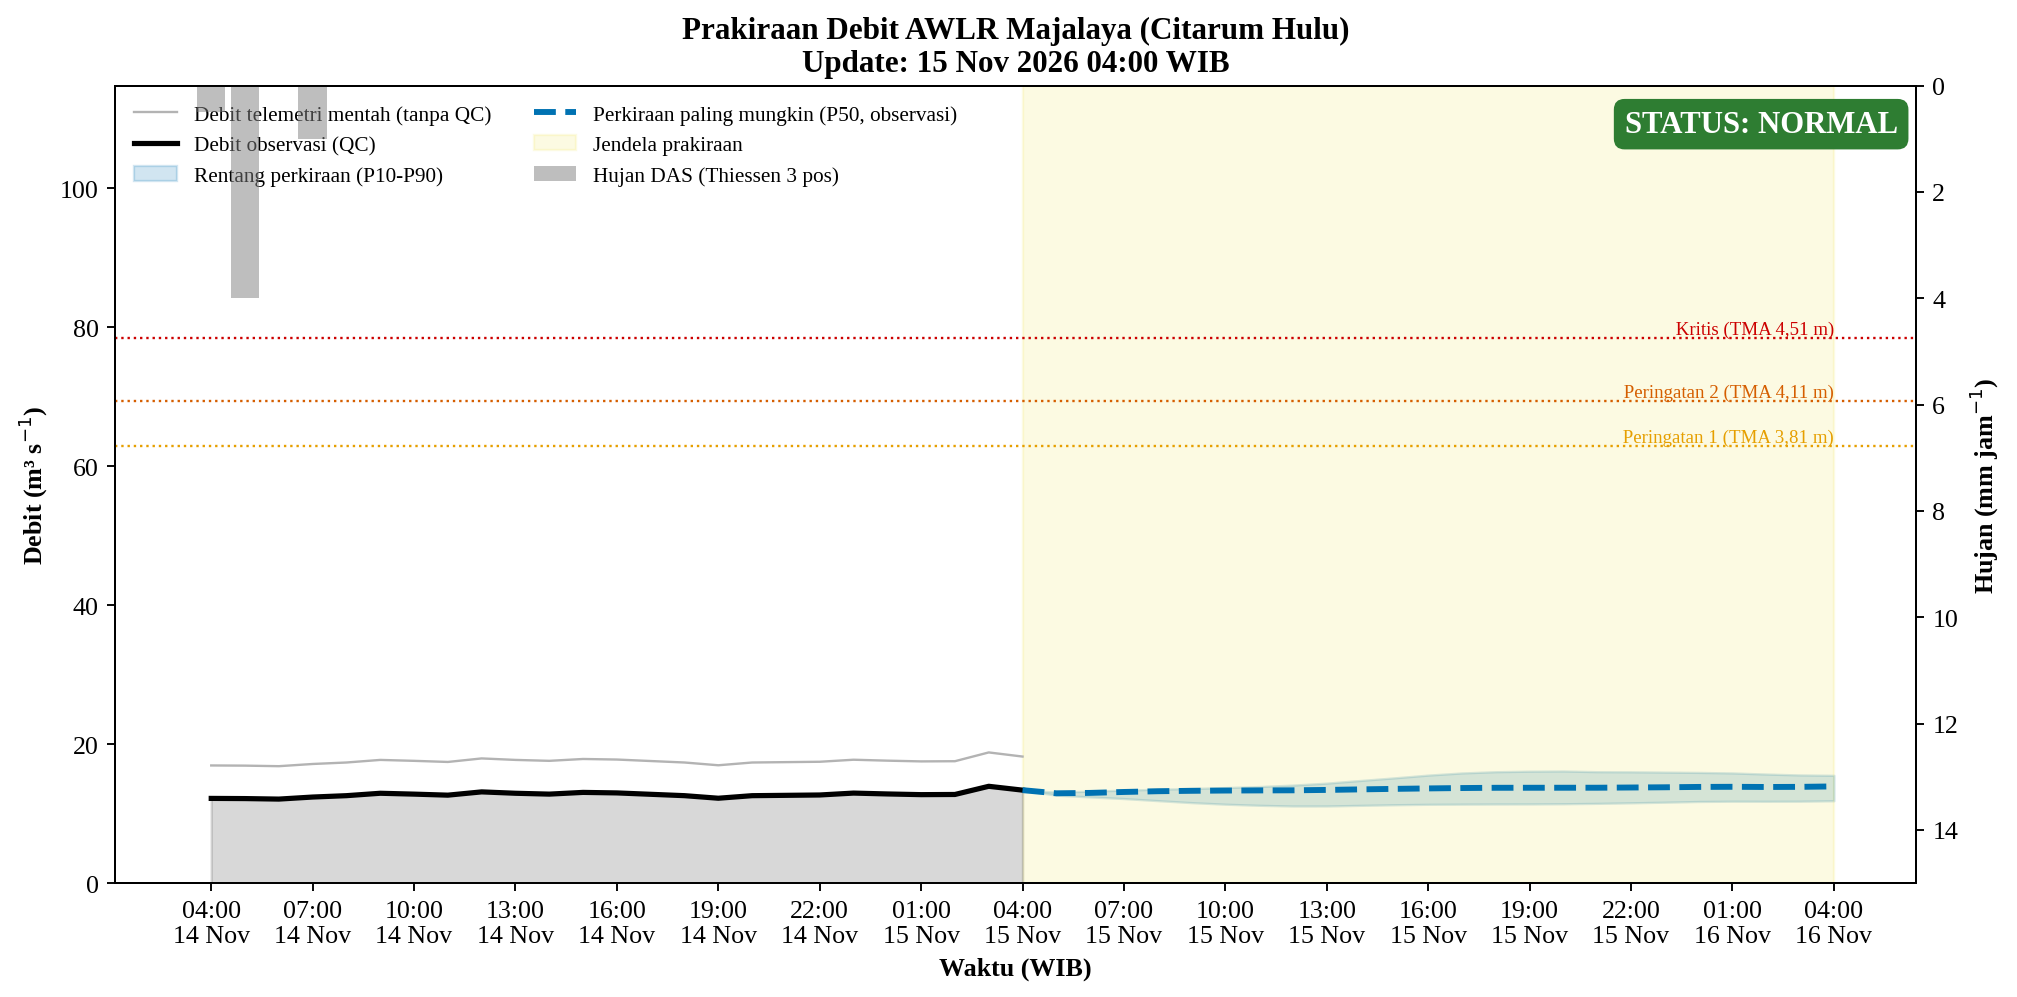 Prakiraan Debit AWLR Majalaya (Citarum Hulu)
Update: 15 Nov 2026 04:00 WIB
Debit telemetri mentah (tanpa QC)
Debit observasi (QC)
Rentang perkiraan (P10-P90)
Perkiraan paling mungkin (P50, observasi)
Jendela prakiraan
Hujan DAS (Thiessen 3 pos)
STATUS: NORMAL
Kritis (TMA 4,51 m)
Peringatan 2 (TMA 4,11 m)
Peringatan 1 (TMA 3,81 m)
Debit (m³ s⁻¹)
100
80
60
40
20
0
Hujan (mm jam⁻¹)
0
2
4
6
8
10
12
14
04:00 07:00 10:00 13:00 16:00 19:00 22:00 01:00 04:00 07:00 10:00 13:00 16:00 19:00 22:00 01:00 04:00
14 Nov 14 Nov 14 Nov 14 Nov 14 Nov 14 Nov 14 Nov 15 Nov 15 Nov 15 Nov 15 Nov 15 Nov 15 Nov 15 Nov 15 Nov 16 Nov 16 Nov
Waktu (WIB)